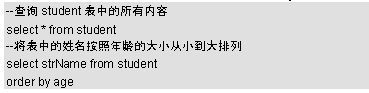 --查询 student 表中的所有内容
select * from student
--将表中的姓名按照年龄的大小从小到大排列
select strName from student
order by age